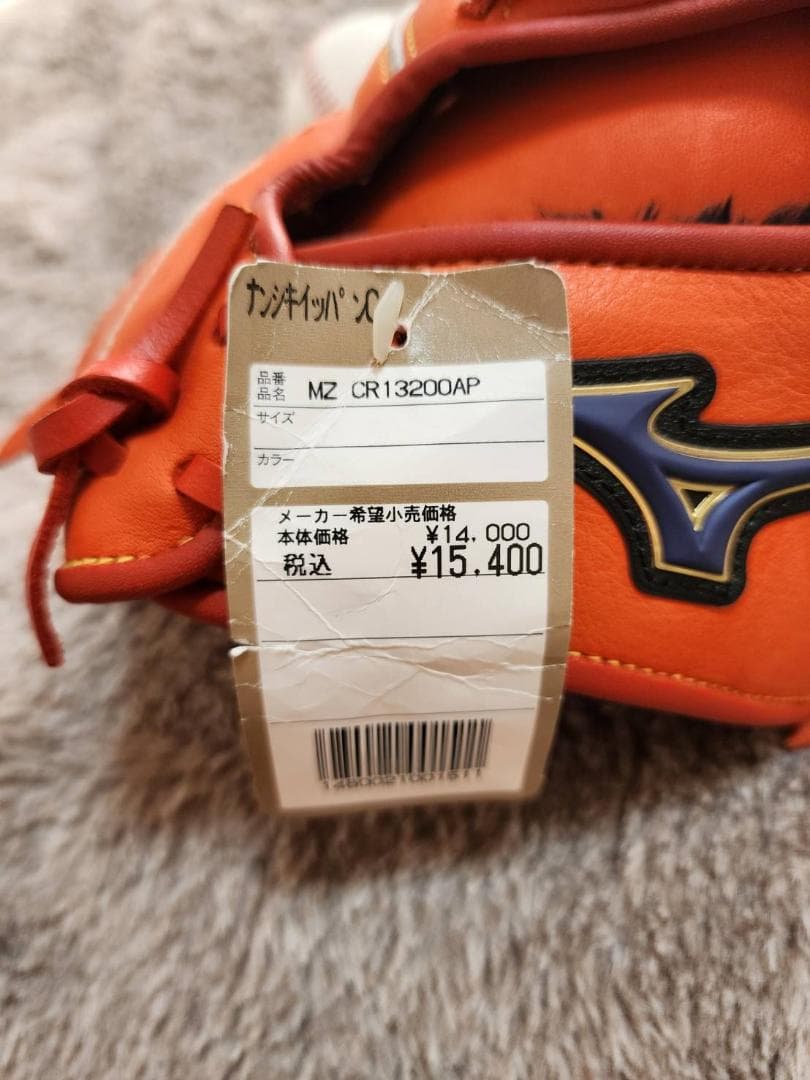 ナンシキイッパンC
品番
品名 MZ CR13200AP
サイズ
カラー
メーカー希望小売価格
本体価格 ¥14,000
税込 ¥15,400